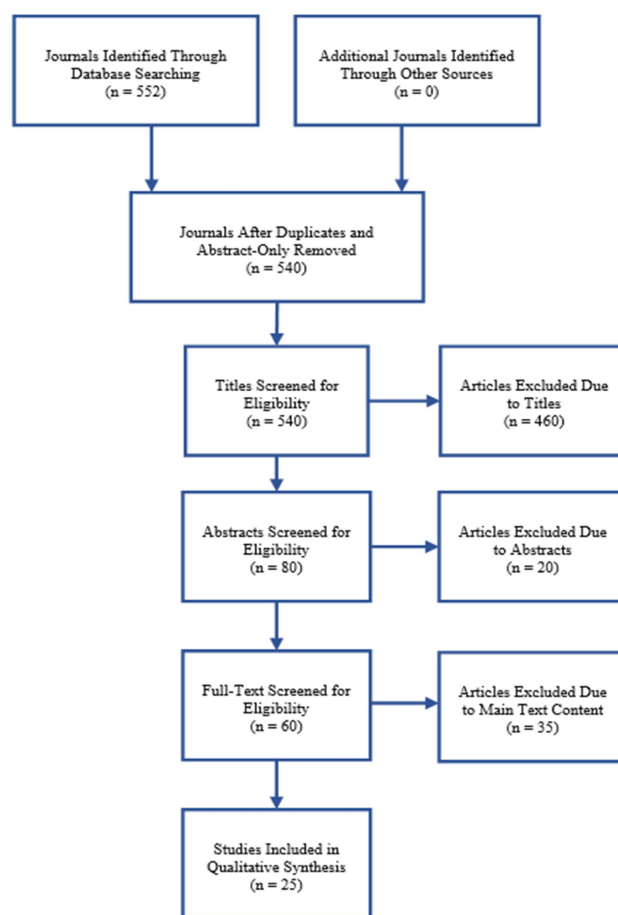 Journals Identified Through
Database Searching
(n = 552)
Additional Journals Identified
Through Other Sources
(n = 0)
Journals After Duplicates and
Abstract-Only Removed
(n = 540)
Titles Screened for
Eligibility
(n = 540)
Articles Excluded Due
to Titles
(n = 460)
Abstracts Screened for
Eligibility
(n = 80)
Articles Excluded Due
to Abstracts
(n = 20)
Full-Text Screened for
Eligibility
(n = 60)
Articles Excluded Due
to Main Text Content
(n = 35)
Studies Included in
Qualitative Synthesis
(n = 25)